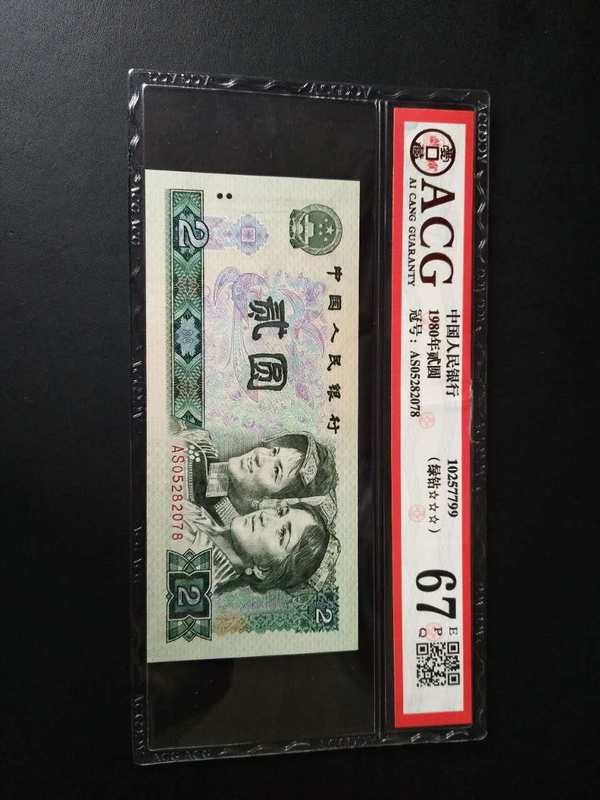 ACG
AI CANG GUARANTY
中国人民银行
1980年贰圆
冠号：AS05282078
10257799
（绿钻☆☆☆）
67
E
P
Q
中国人民银行
贰圆
2
AS05282078
2
2